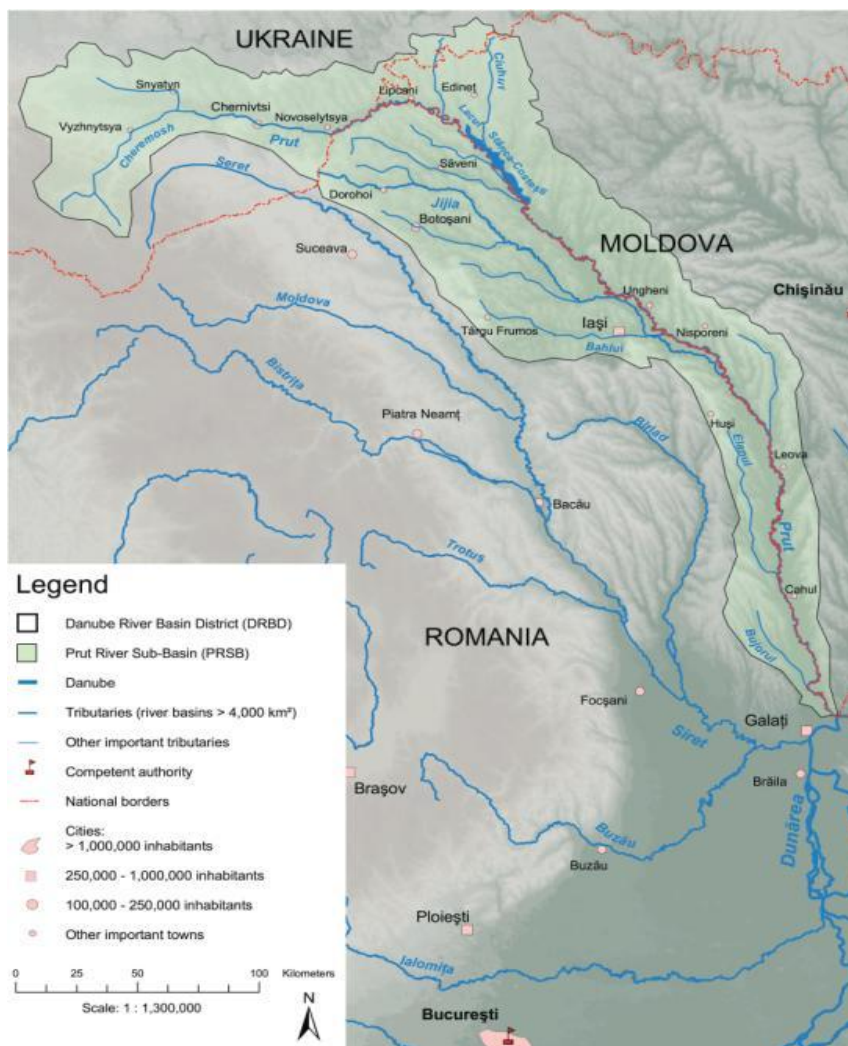 UKRAINE
Snyatyn
Chernivtsi
Novoselytsya
Lipcani
Edineț
Ciuhur
Vyzhnytsya
Cheremosh
Prut
Lacul Stânca-Costești
Seret
Săveni
Dorohoi
Jijia
Botoșani
MOLDOVA
Suceava
Ungheni
Chișinău
Moldova
Târgu Frumos
Iași
Nisporeni
Bahlui
Bistrița
Piatra Neamț
Bîrlad
Huși
Elanul
Leova
Bacău
Prut
Trotuș
Cahul
Legend
Danube River Basin District (DRBD)
ROMANIA
Bujorul
Prut River Sub-Basin (PRSB)
Danube
Focșani
Tributaries (river basins > 4,000 km²)
Galați
Siret
Other important tributaries
Competent authority
Brașov
Brăila
National borders
Dunărea
Cities:
> 1,000,000 inhabitants
Buzău
Buzău
250,000 - 1,000,000 inhabitants
100,000 - 250,000 inhabitants
Ploiești
Other important towns
Ialomița
0 25 50 100 Kilometers
N
Scale: 1 : 1,300,000
București